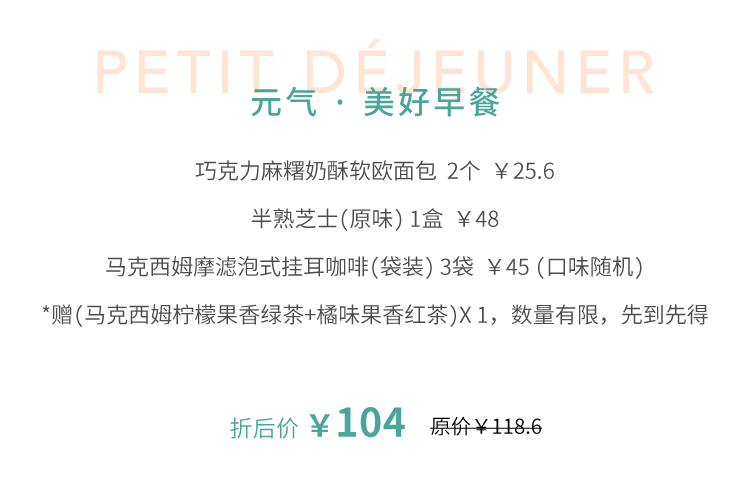 PETIT DÉJEUNER
元气 · 美好早餐
巧克力麻糬奶酥软欧面包 2个 ￥25.6
半熟芝士(原味) 1盒 ￥48
马克西姆摩滤泡式挂耳咖啡(袋装) 3袋 ￥45 (口味随机)
*赠(马克西姆柠檬果香绿茶+橘味果香红茶)X 1，数量有限，先到先得
折后价 ￥104 原价￥118.6